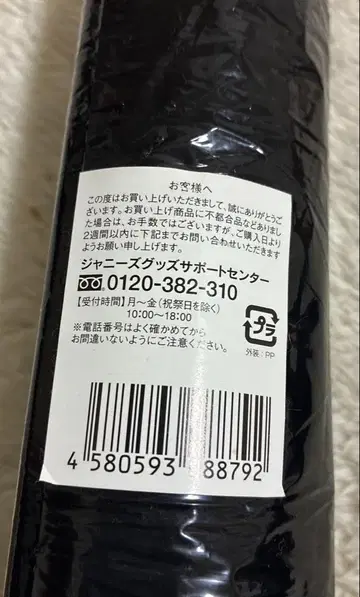 お客様へ
この度はお買い上げいただきまして、誠にありがとうご
ざいます。お買い上げ商品に不都合品などありまし
た場合は、お手数ではございますが、ご購入日より
2週間以内に下記までお問い合わせいただきます
ようお願い申し上げます。
ジャニーズグッズサポートセンター
0120-382-310
【受付時間】月〜金(祝祭日を除く)
10:00〜18:00
※電話番号はよく確かめてから
お間違いないようにご注意ください。
プラ
外装:PP
4 580593 88792